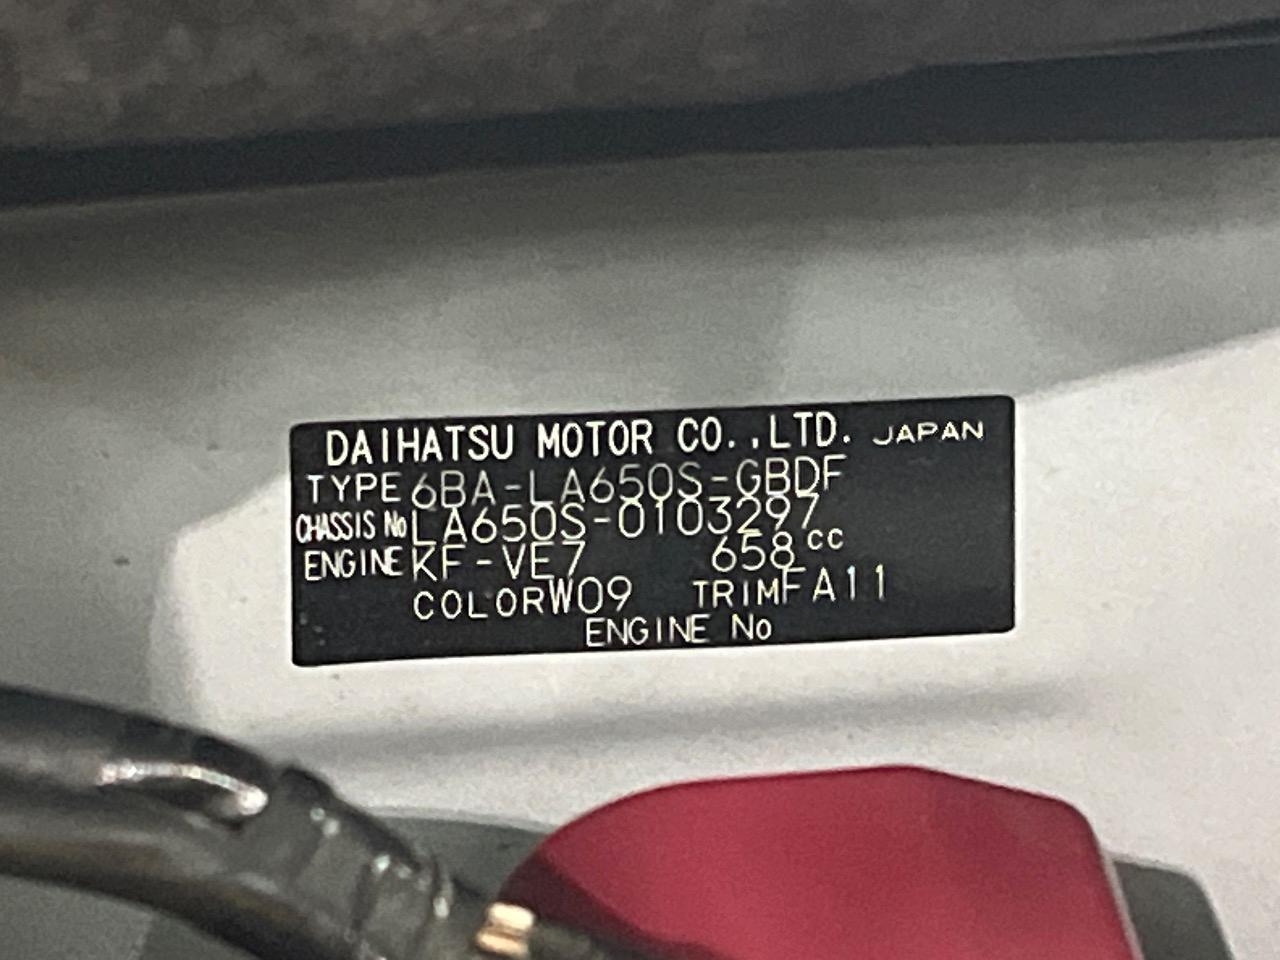 DAIHATSU MOTOR CO.,LTD. JAPAN
TYPE 6BA-LA650S-GBDF
CHASSIS No LA650S-0103297
ENGINE KF-VE7 658cc
COLOR W09 TRIM FA11
ENGINE No